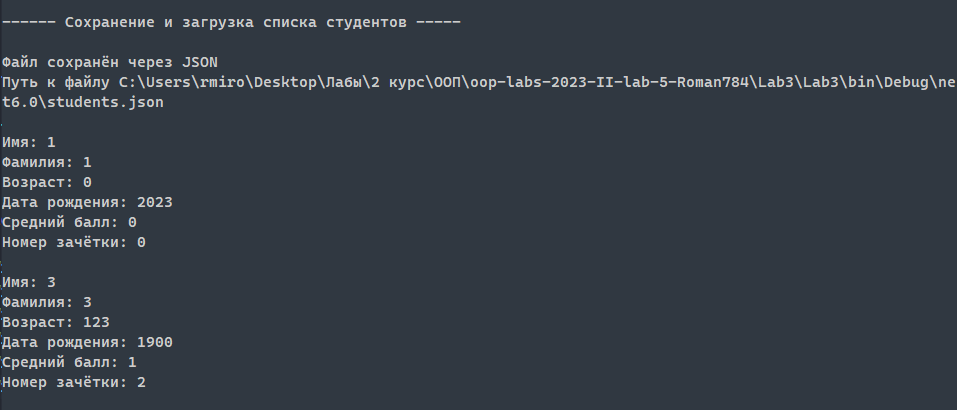 ------ Сохранение и загрузка списка студентов -----
Файл сохранён через JSON
Путь к файлу C:\Users\rmiro\Desktop\Лабы\2 курс\ООП\oop-labs-2023-II-lab-5-Roman784\Lab3\Lab3\bin\Debug\ne
t6.0\students.json
Имя: 1
Фамилия: 1
Возраст: 0
Дата рождения: 2023
Средний балл: 0
Номер зачётки: 0
Имя: 3
Фамилия: 3
Возраст: 123
Дата рождения: 1900
Средний балл: 1
Номер зачётки: 2